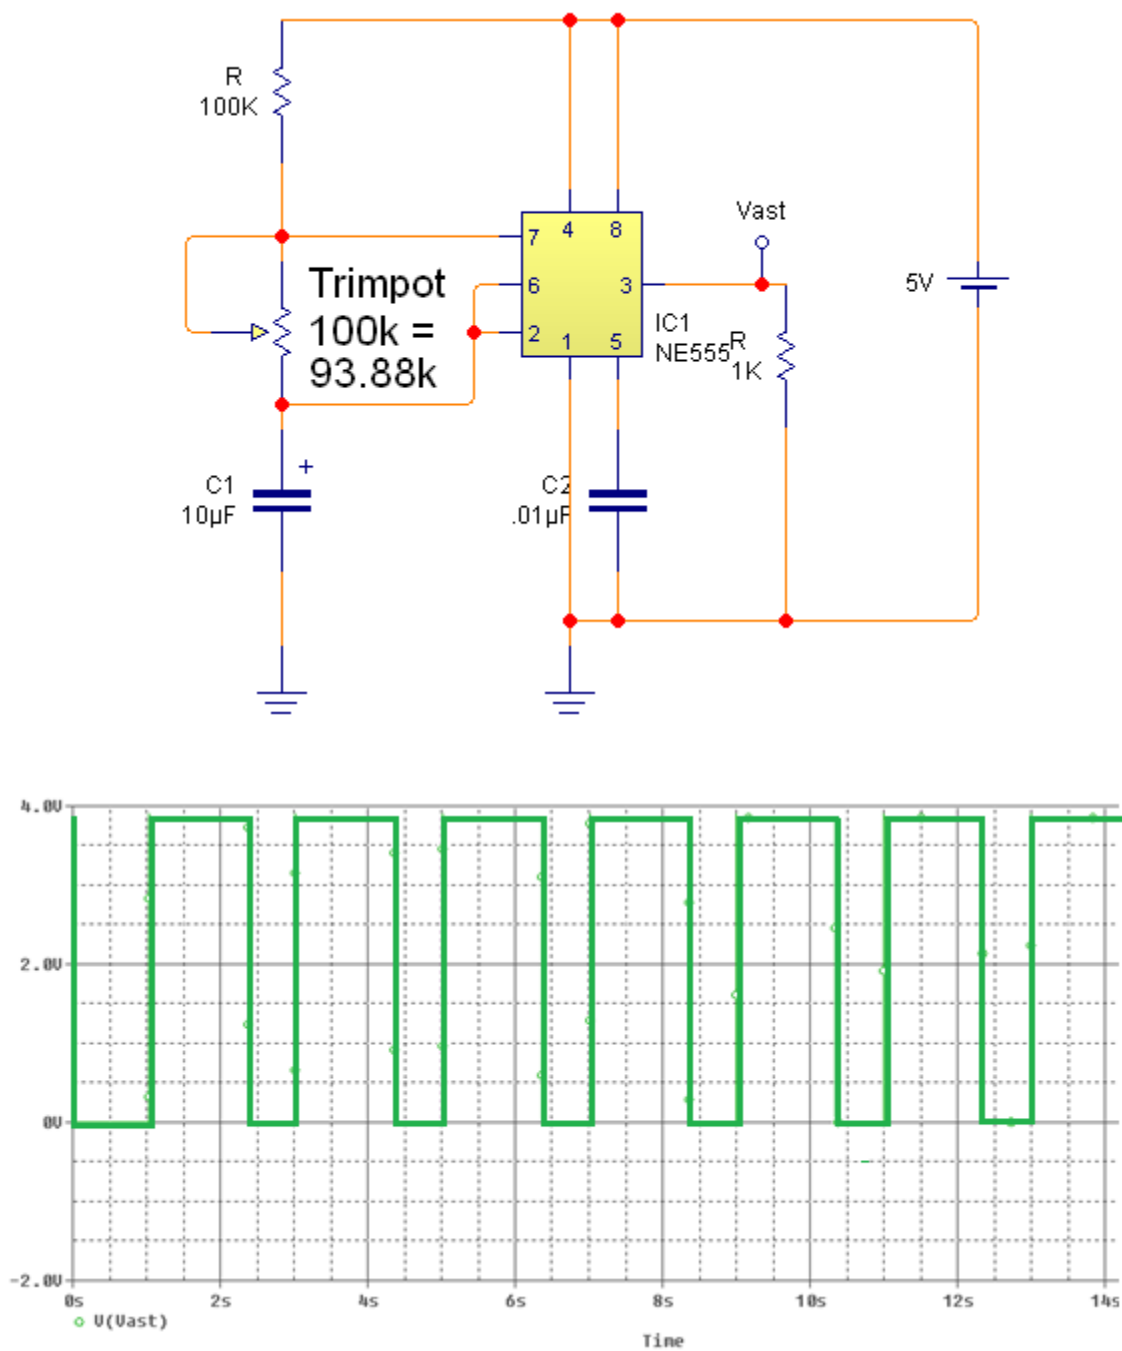 R
100K
Trimpot
100k =
93.88k
7
4
8
6
3
2
1
5
IC1
NE555
Vast
R
1K
5V
+
C1
10µF
C2
.01µF
4.0V
2.0V
0V
-2.0V
0s
2s
4s
6s
8s
10s
12s
14s
V(Vast)
Time